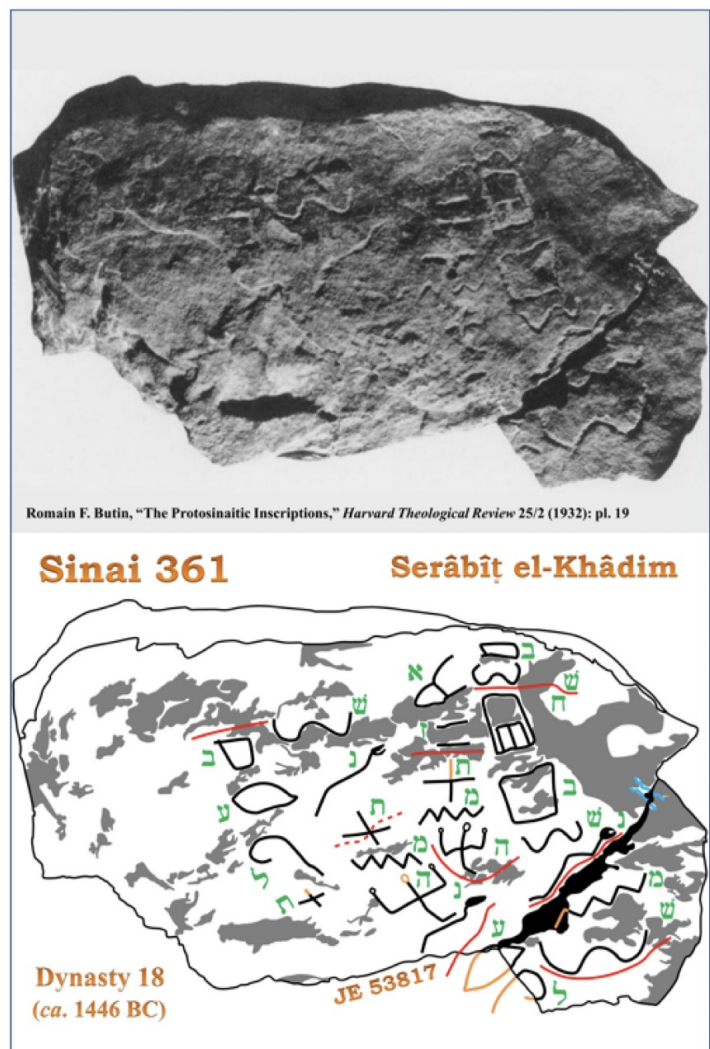 Romain F. Butin, “The Protosinaitic Inscriptions,” Harvard Theological Review 25/2 (1932): pl. 19
Sinai 361
Serâbîṭ el-Khâdim
ב
שׁ
ח
ב
שׁ
נ
מ
שׁ
ל
א
ז
ת
מ
ה
ע
שׁ
נ
ת
מ
ה
נ
ב
ע
ל
ת
Dynasty 18
(ca. 1446 BC)
JE 53817